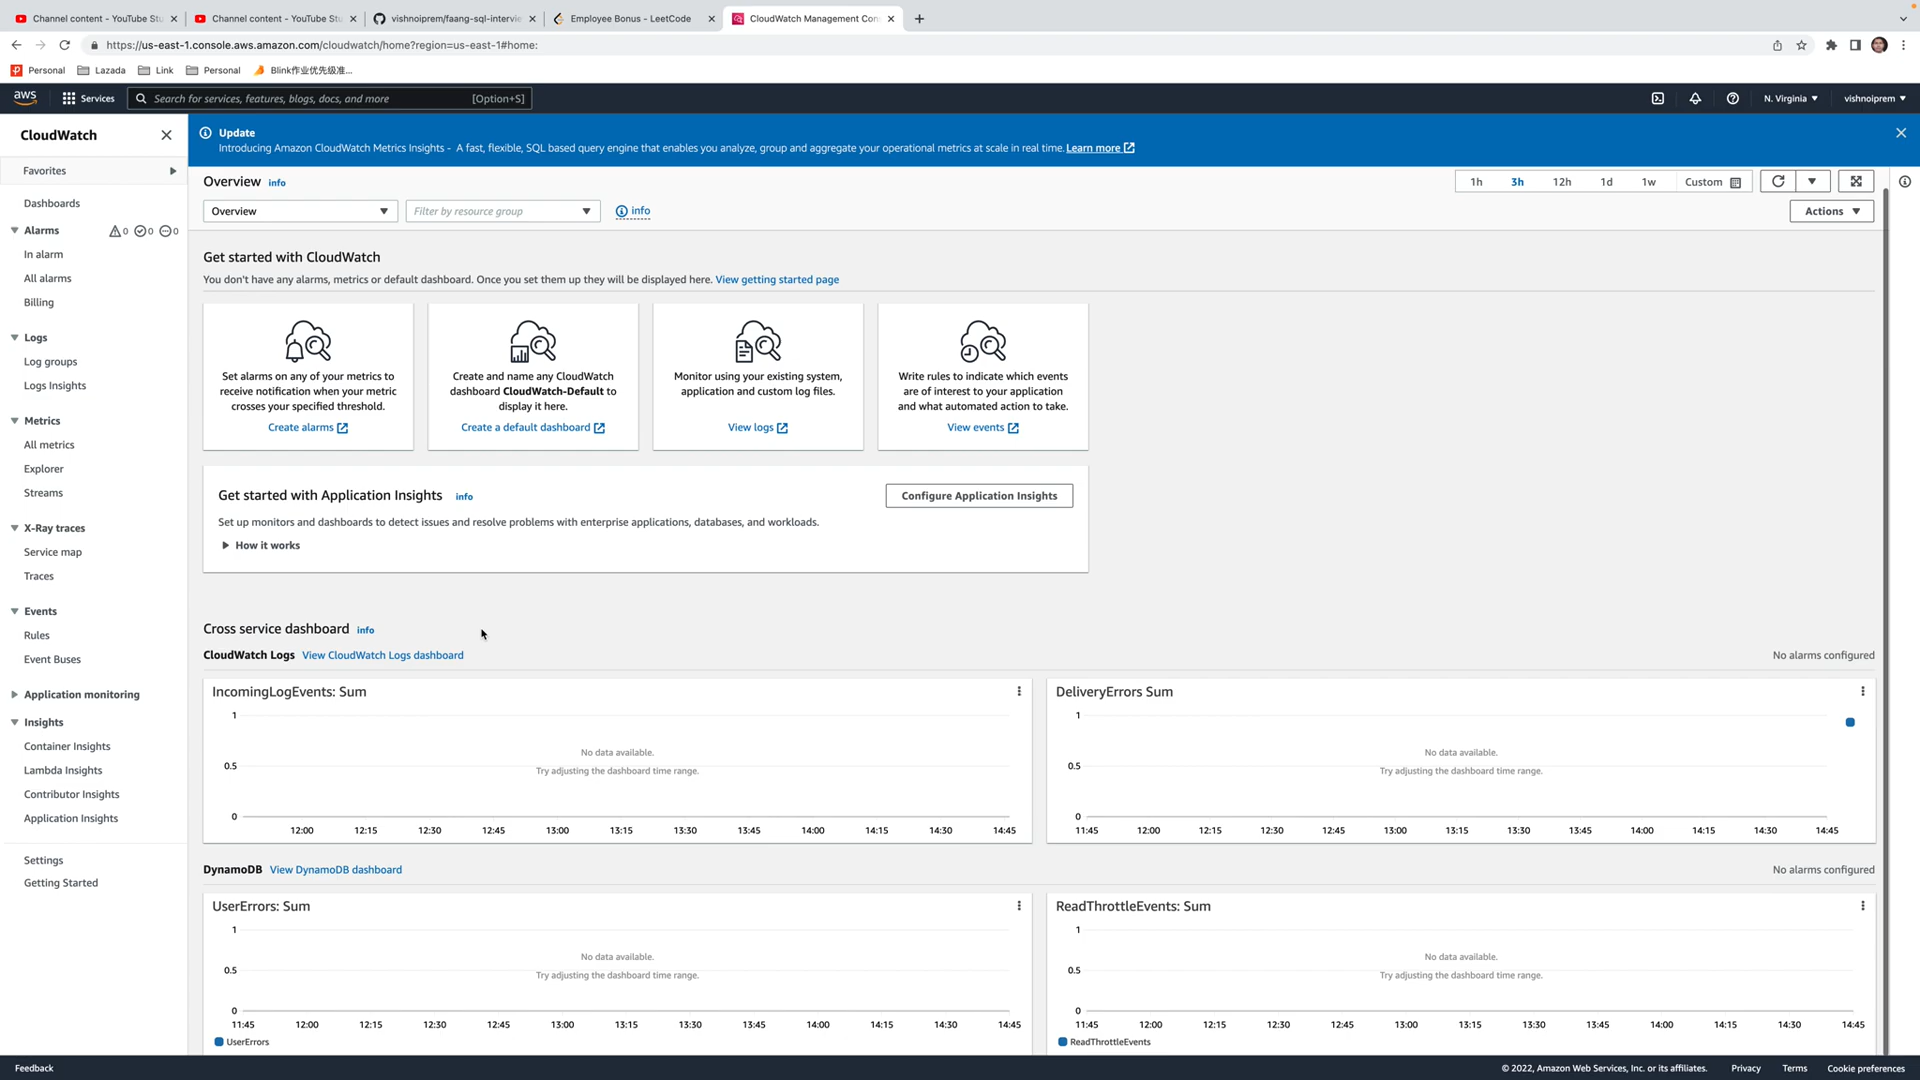 Channel content - YouTube Stu
Channel content - YouTube Stu
vishnoiprem/faang-sql-intervie
Employee Bonus - LeetCode
CloudWatch Management Con
https://us-east-1.console.aws.amazon.com/cloudwatch/home?region=us-east-1#home:
Personal
Lazada
Link
Personal
Blink作业优先级准...
aws
Services
Search for services, features, blogs, docs, and more
[Option+S]
N. Virginia
vishnoiprem
CloudWatch
Favorites
Dashboards
Alarms
0
0
0
In alarm
All alarms
Billing
Logs
Log groups
Logs Insights
Metrics
All metrics
Explorer
Streams
X-Ray traces
Service map
Traces
Events
Rules
Event Buses
Application monitoring
Insights
Container Insights
Lambda Insights
Contributor Insights
Application Insights
Settings
Getting Started
Update
Introducing Amazon CloudWatch Metrics Insights - A fast, flexible, SQL based query engine that enables you analyze, group and aggregate your operational metrics at scale in real time. Learn more
Overview
info
1h
3h
12h
1d
1w
Custom
Overview
Filter by resource group
info
Actions
Get started with CloudWatch
You don't have any alarms, metrics or default dashboard. Once you set them up they will be displayed here. View getting started page
Set alarms on any of your metrics to
receive notification when your metric
crosses your specified threshold.
Create alarms
Create and name any CloudWatch
dashboard CloudWatch-Default to
display it here.
Create a default dashboard
Monitor using your existing system,
application and custom log files.
View logs
Write rules to indicate which events
are of interest to your application
and what automated action to take.
View events
Get started with Application Insights
info
Configure Application Insights
Set up monitors and dashboards to detect issues and resolve problems with enterprise applications, databases, and workloads.
How it works
Cross service dashboard
info
CloudWatch Logs
View CloudWatch Logs dashboard
No alarms configured
IncomingLogEvents: Sum
1
0.5
0
No data available.
Try adjusting the dashboard time range.
12:00
12:15
12:30
12:45
13:00
13:15
13:30
13:45
14:00
14:15
14:30
14:45
DeliveryErrors Sum
1
0.5
0
No data available.
Try adjusting the dashboard time range.
11:45
12:00
12:15
12:30
12:45
13:00
13:15
13:30
13:45
14:00
14:15
14:30
14:45
DynamoDB
View DynamoDB dashboard
No alarms configured
UserErrors: Sum
1
0.5
0
No data available.
Try adjusting the dashboard time range.
11:45
12:00
12:15
12:30
12:45
13:00
13:15
13:30
13:45
14:00
14:15
14:30
14:45
UserErrors
ReadThrottleEvents: Sum
1
0.5
0
No data available.
Try adjusting the dashboard time range.
11:45
12:00
12:15
12:30
12:45
13:00
13:15
13:30
13:45
14:00
14:15
14:30
14:45
ReadThrottleEvents
Feedback
© 2022, Amazon Web Services, Inc. or its affiliates.
Privacy
Terms
Cookie preferences